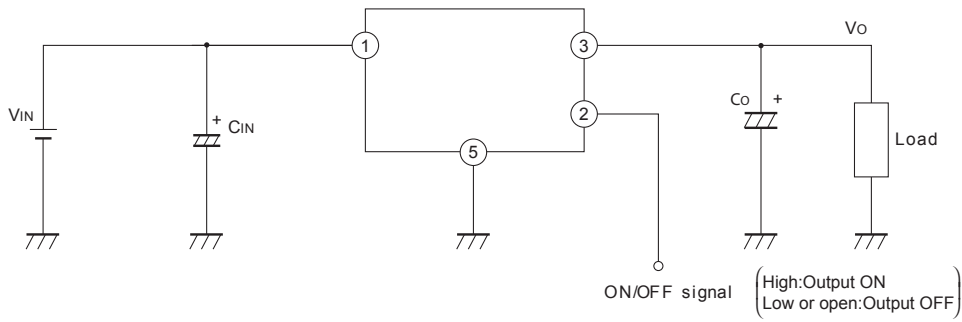 1
3
Vo
VIN
+
CIN
2
Co
+
Load
5
ON/OFF signal
High:Output ON
Low or open:Output OFF